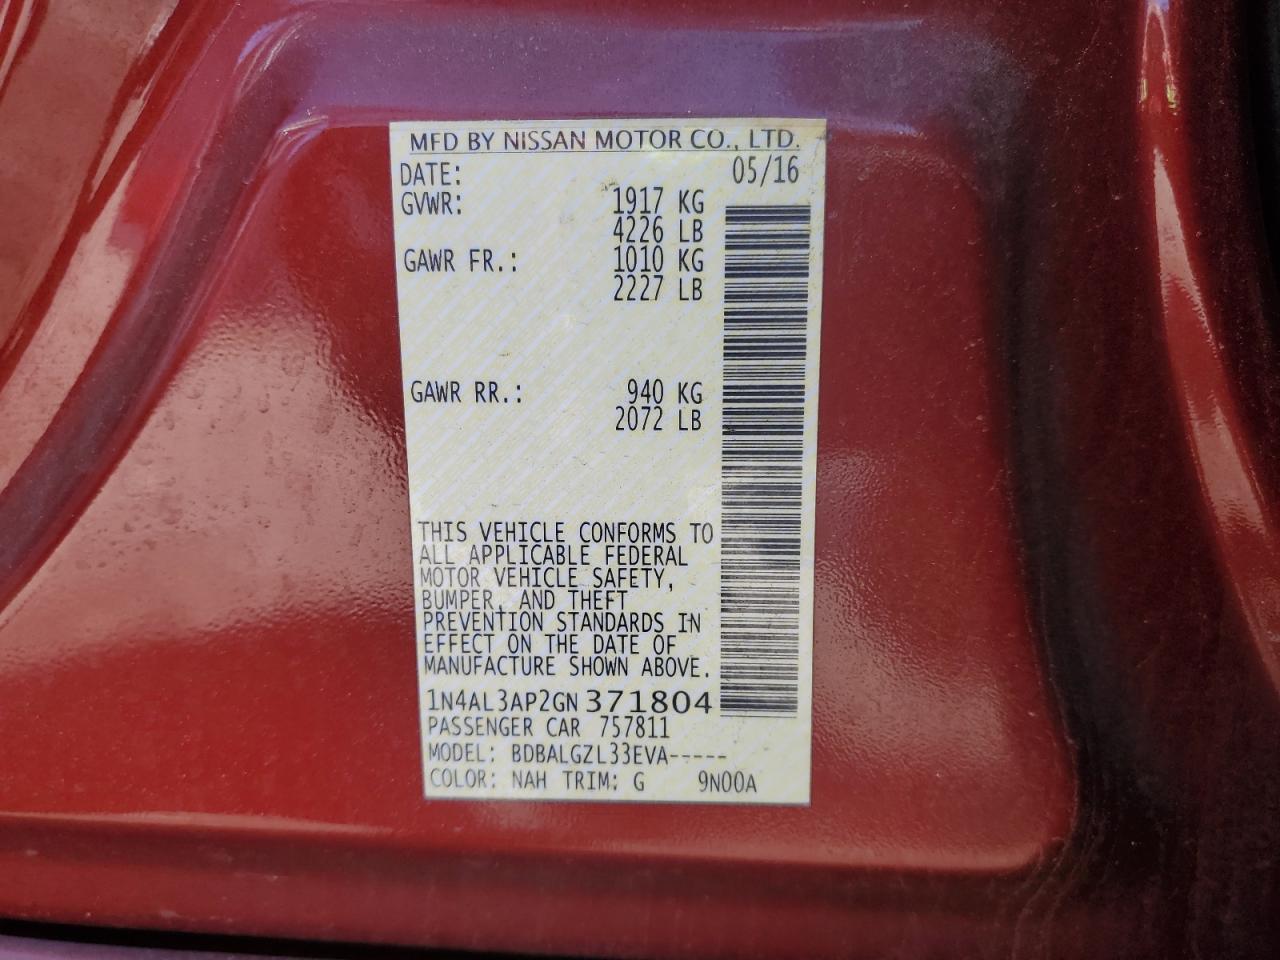 MFD BY NISSAN MOTOR CO., LTD.
DATE: 05/16
GVWR: 1917 KG
4226 LB
GAWR FR.: 1010 KG
2227 LB
GAWR RR.: 940 KG
2072 LB
THIS VEHICLE CONFORMS TO
ALL APPLICABLE FEDERAL
MOTOR VEHICLE SAFETY,
BUMPER, AND THEFT
PREVENTION STANDARDS IN
EFFECT ON THE DATE OF
MANUFACTURE SHOWN ABOVE.
1N4AL3AP2GN371804
PASSENGER CAR 757811
MODEL: BDBALGZL33EVA-----
COLOR: NAH TRIM: G 9N00A